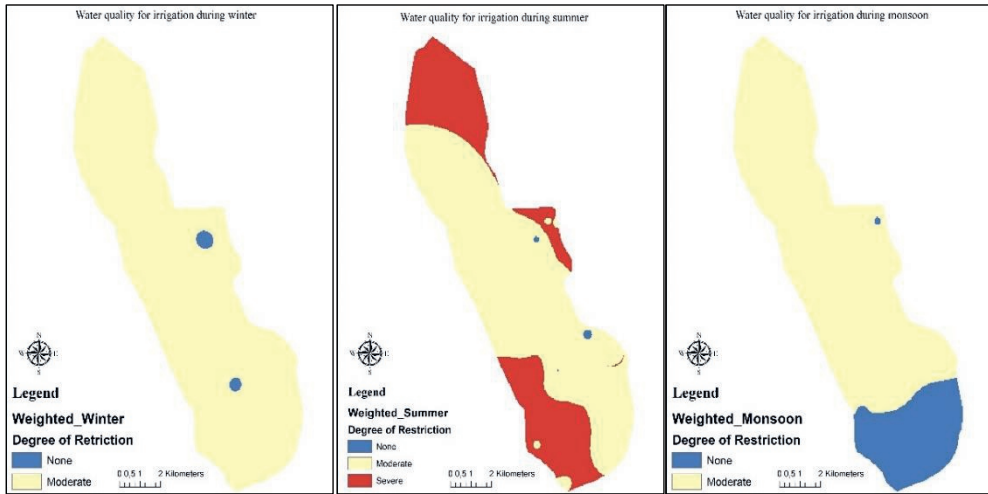 Water quality for irrigation during winter
N
W E
S
Legend
Weighted_Winter
Degree of Retriction
None
Moderate
0 0,5 1 2 Kilometers
Water quality for irrigation during summer
N
W E
S
Legend
Weighted_Summer
Degree of Restriction
None
Moderate
Severe
0 0,5 1 2 Kilometers
Water quality for irrigation during monsoon
N
W E
S
Legend
Weighted_Monsoon
Degree of Restriction
None
Moderate
0 0,5 1 2 Kilometers